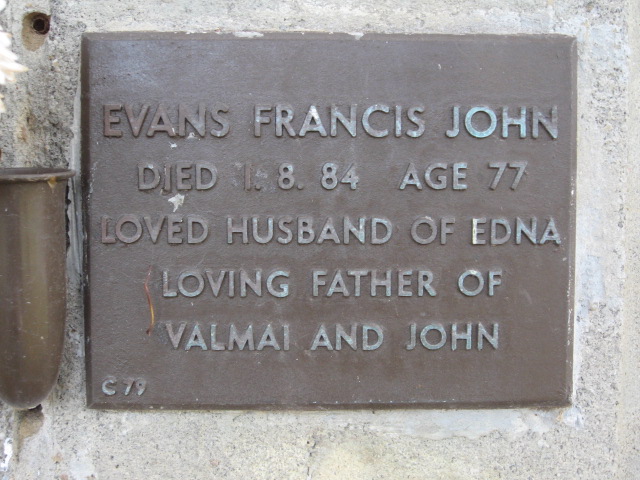 EVANS FRANCIS JOHN
DIED 1. 8. 84 AGE 77
LOVED HUSBAND OF EDNA
LOVING FATHER OF
VALMAI AND JOHN
C 79